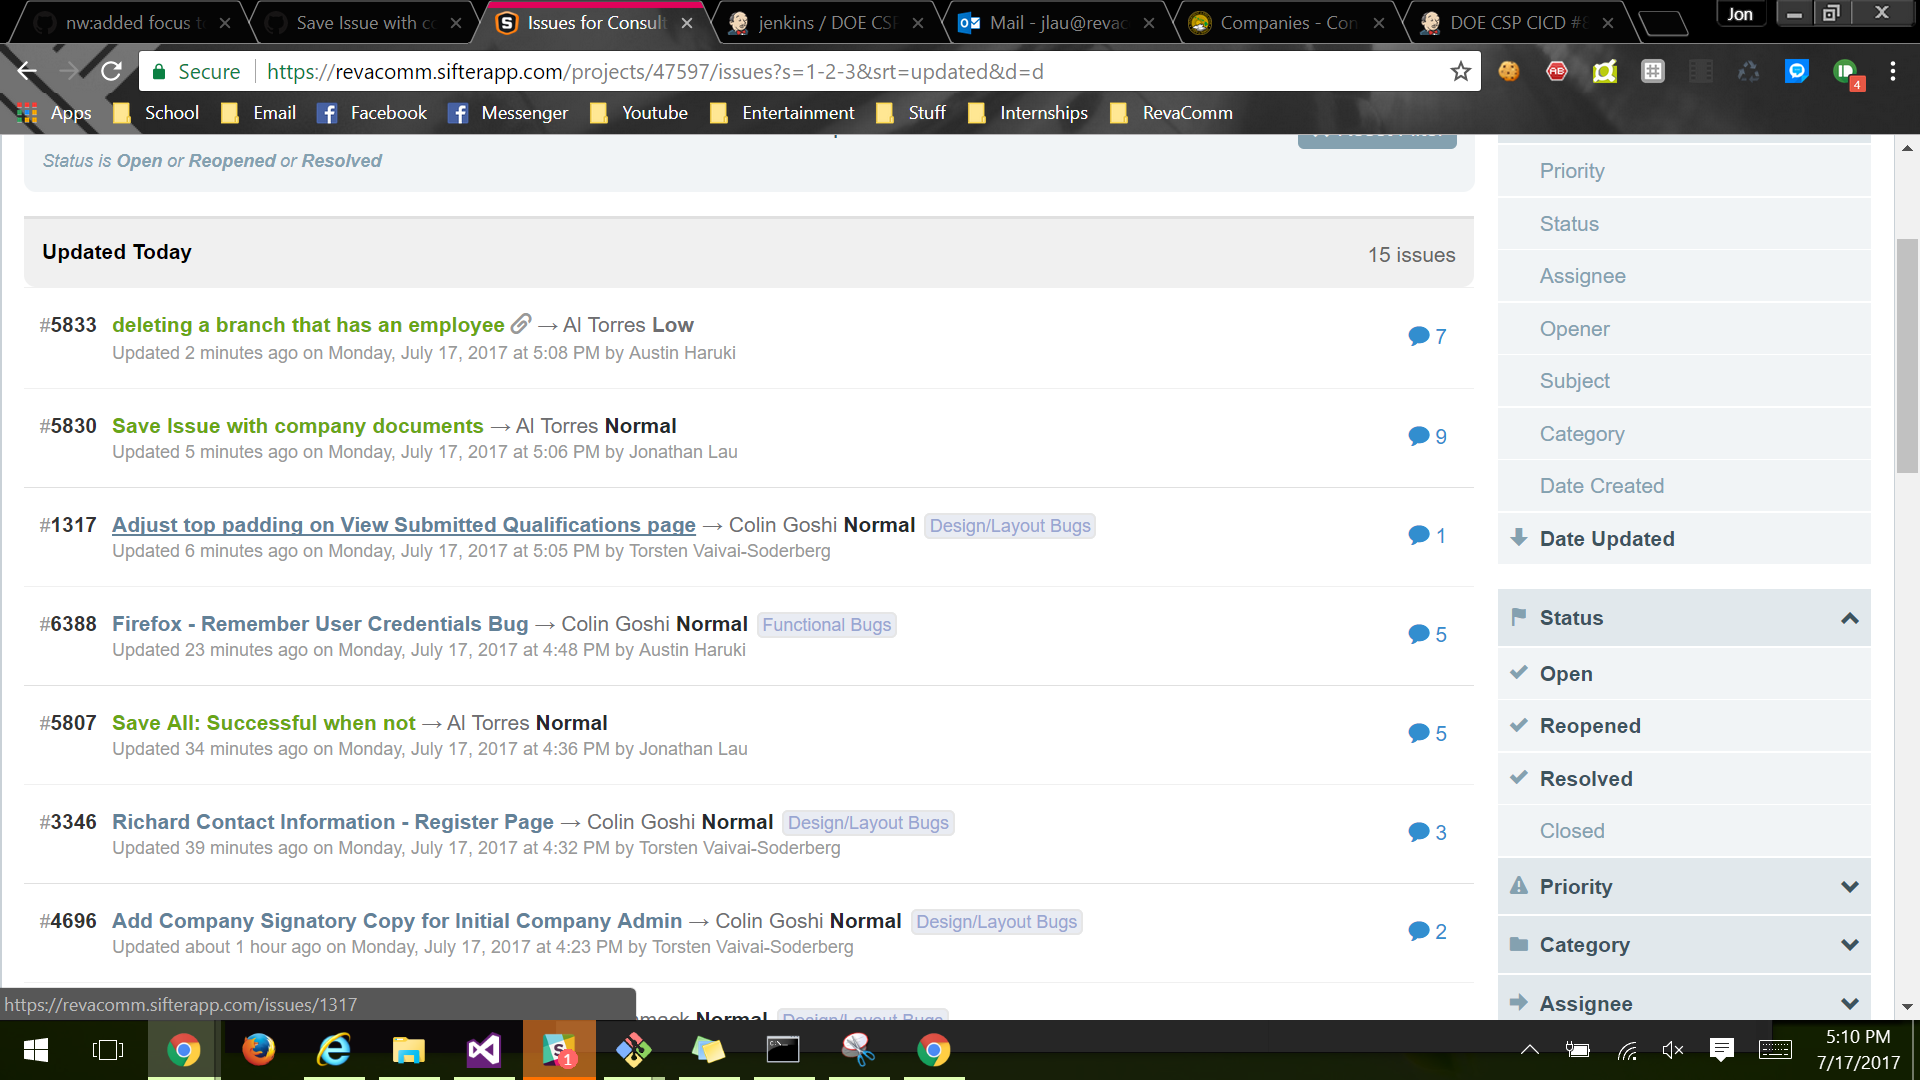 nw:added focus t
Save Issue with co
Issues for Consult
jenkins / DOE CSP
Mail - jlau@revac
Companies - Con
DOE CSP CICD #
Jon
Secure
https://revacomm.sifterapp.com/projects/47597/issues?s=1-2-3&srt=updated&d=d
4
Apps
School
Email
Facebook
Messenger
Youtube
Entertainment
Stuff
Internships
RevaComm
Status is Open or Reopened or Resolved
Updated Today
15 issues
#5833 deleting a branch that has an employee → Al Torres Low
7
Updated 2 minutes ago on Monday, July 17, 2017 at 5:08 PM by Austin Haruki
#5830 Save Issue with company documents → Al Torres Normal
9
Updated 5 minutes ago on Monday, July 17, 2017 at 5:06 PM by Jonathan Lau
#1317 Adjust top padding on View Submitted Qualifications page → Colin Goshi Normal Design/Layout Bugs
1
Updated 6 minutes ago on Monday, July 17, 2017 at 5:05 PM by Torsten Vaivai-Soderberg
#6388 Firefox - Remember User Credentials Bug → Colin Goshi Normal Functional Bugs
5
Updated 23 minutes ago on Monday, July 17, 2017 at 4:48 PM by Austin Haruki
#5807 Save All: Successful when not → Al Torres Normal
5
Updated 34 minutes ago on Monday, July 17, 2017 at 4:36 PM by Jonathan Lau
#3346 Richard Contact Information - Register Page → Colin Goshi Normal Design/Layout Bugs
3
Updated 39 minutes ago on Monday, July 17, 2017 at 4:32 PM by Torsten Vaivai-Soderberg
#4696 Add Company Signatory Copy for Initial Company Admin → Colin Goshi Normal Design/Layout Bugs
2
Updated about 1 hour ago on Monday, July 17, 2017 at 4:23 PM by Torsten Vaivai-Soderberg
Normal Design/Layout Bugs
https://revacomm.sifterapp.com/issues/1317
Priority
Status
Assignee
Opener
Subject
Category
Date Created
Date Updated
Status
Open
Reopened
Resolved
Closed
Priority
Category
Assignee
1
5:10 PM
7/17/2017